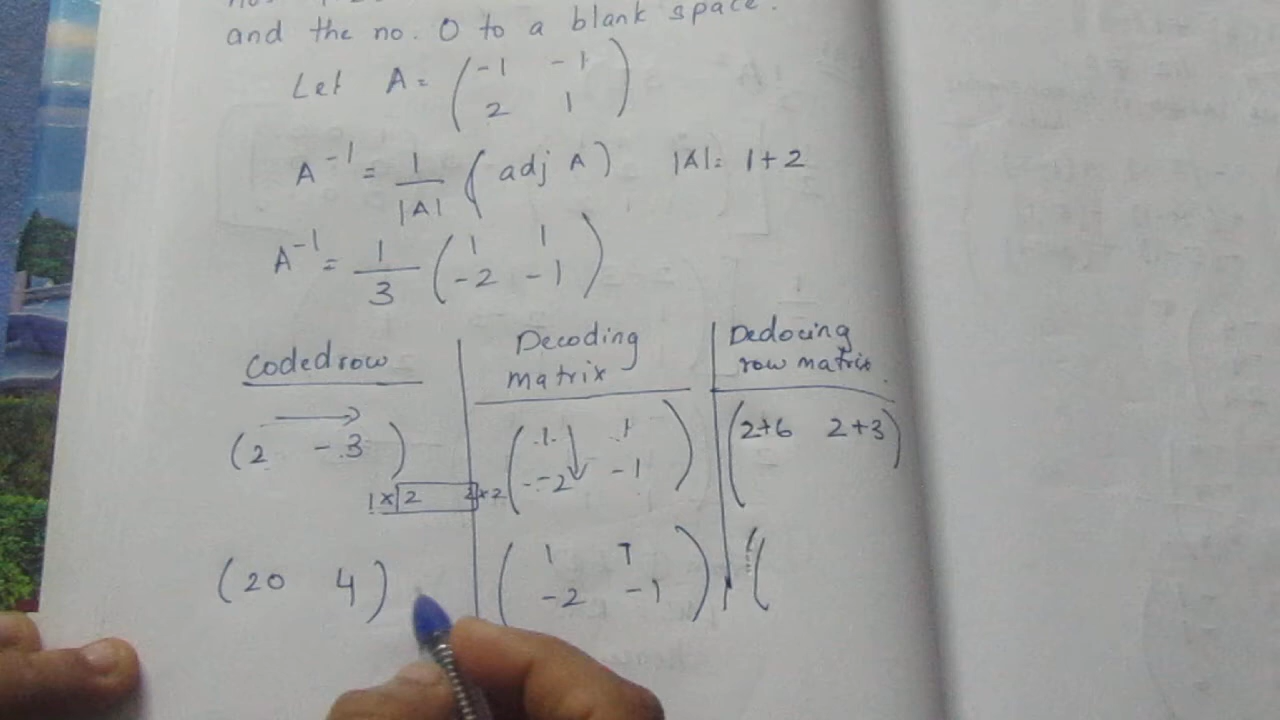 and the no. 0 to a blank space.
Let A = ( -1 -1
2 1 )
A⁻¹ = 1/|A| ( adj A ) |A| = 1+2
A⁻¹ = 1/3 ( 1 1
-2 -1 )
Coded row
Decoding
matrix
Dedocing
row matrix.
(2 -3)
1×2 2×2
( 1 1
-2 -1 )
(2+6 2+3)
(20 4)
( 1 1
-2 -1 )
(